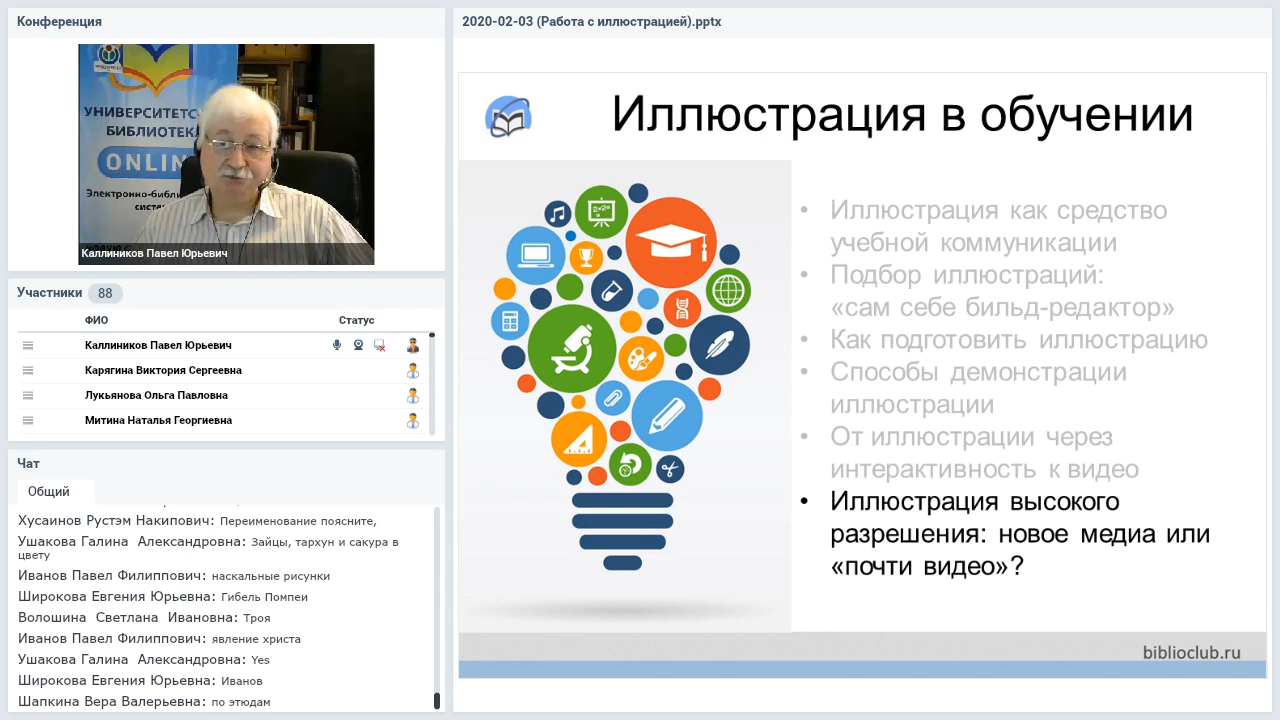 Конференция
УНИВЕРСИТЕТС
БИБЛИОТЕКА
ONLIN
Электронно-библи
систе
Каллиников Павел Юрьевич
Участники 88
ФИО Статус
Каллиников Павел Юрьевич
Карягина Виктория Сергеевна
Лукьянова Ольга Павловна
Митина Наталья Георгиевна
Чат
Общий
Хусаинов Рустэм Накипович: Переименование поясните,
Ушакова Галина Александровна: Зайцы, тархун и сакура в
цвету
Иванов Павел Филиппович: наскальные рисунки
Широкова Евгения Юрьевна: Гибель Помпеи
Волошина Светлана Ивановна: Троя
Иванов Павел Филиппович: явление христа
Ушакова Галина Александровна: Yes
Широкова Евгения Юрьевна: Иванов
Шапкина Вера Валерьевна: по этюдам
2020-02-03 (Работа с иллюстрацией).pptx
Иллюстрация в обучении
• Иллюстрация как средство
учебной коммуникации
• Подбор иллюстраций:
«сам себе бильд-редактор»
• Как подготовить иллюстрацию
• Способы демонстрации
иллюстрации
• От иллюстрации через
интерактивность к видео
• Иллюстрация высокого
разрешения: новое медиа или
«почти видео»?
biblioclub.ru